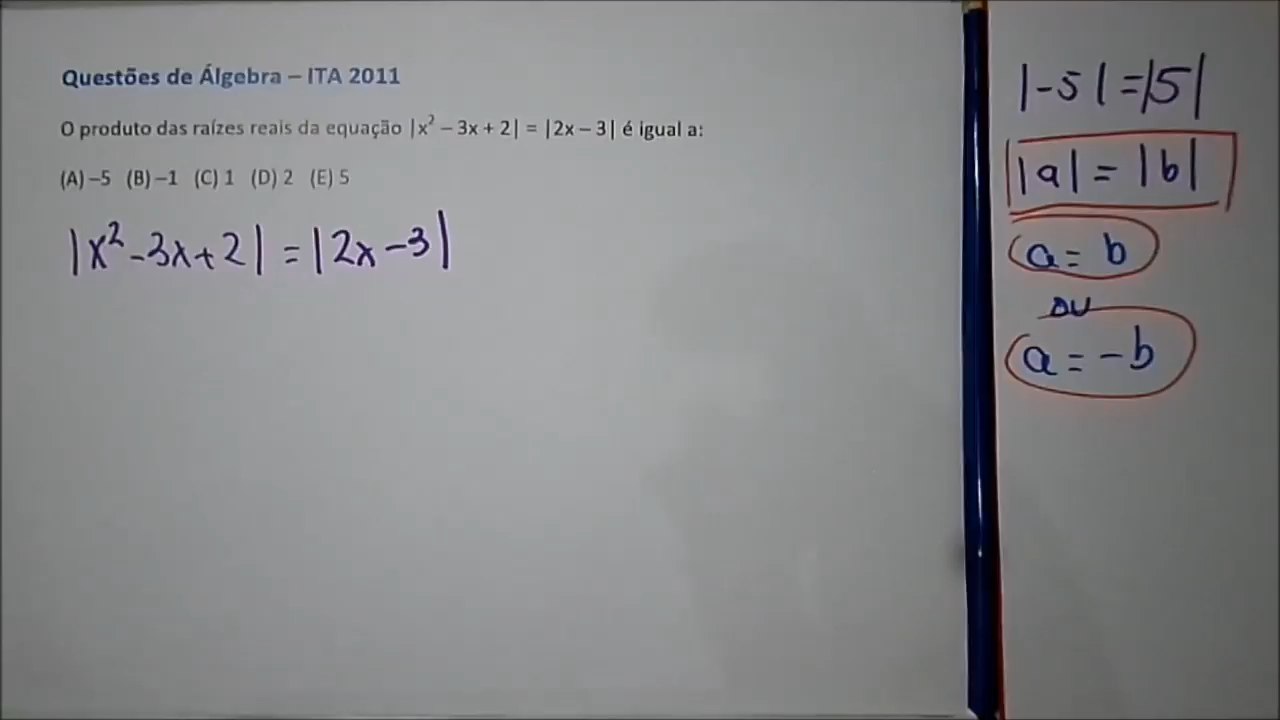 Questões de Álgebra – ITA 2011
O produto das raízes reais da equação |x² – 3x + 2| = |2x – 3| é igual a:
(A) –5 (B) –1 (C) 1 (D) 2 (E) 5
|x² - 3x + 2| = |2x - 3|
|-5| = |5|
|a| = |b|
a = b
ou
a = -b